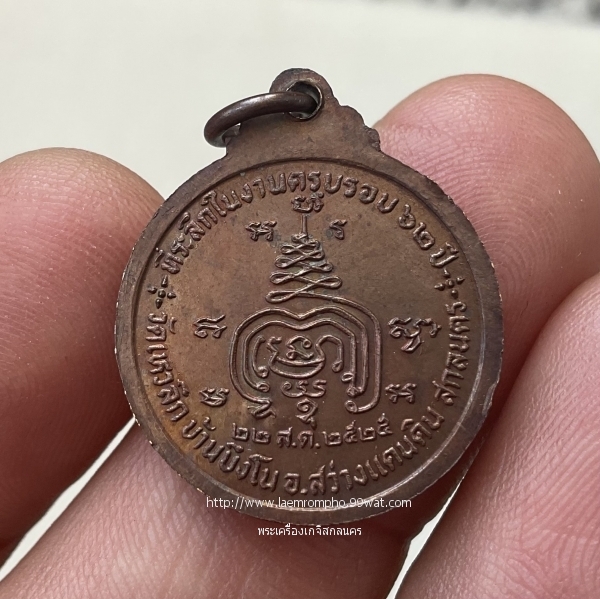 ที่ระลึกในงานครบรอบ ๖๒ ปี
๒๒ ส.ค. ๒๕๒๕
วัดเหวลึก บ้านบึงโน อ.สว่างแดนดิน สกลนคร
http://www.laemrompho.99wat.com
พระเครื่องเกจิสกลนคร